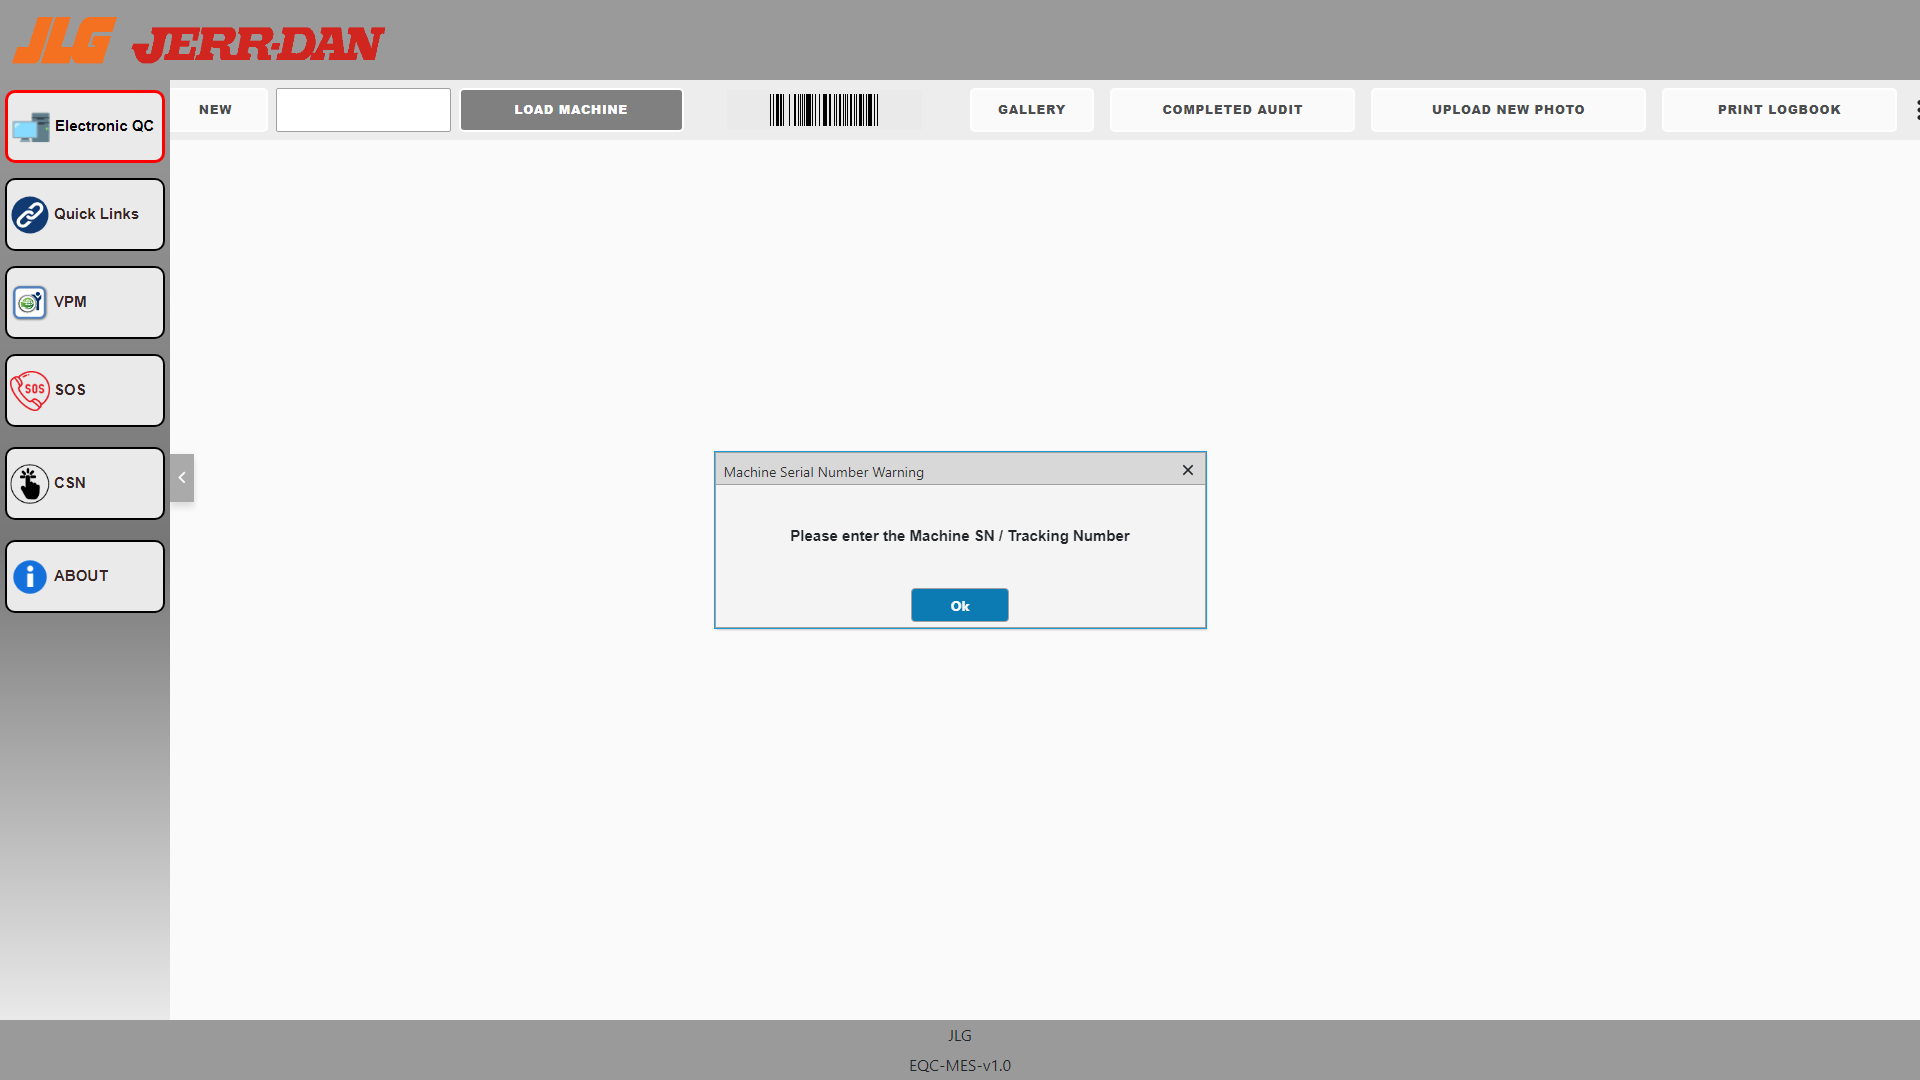 JLG JERR-DAN
NEW
LOAD MACHINE
GALLERY
COMPLETED AUDIT
UPLOAD NEW PHOTO
PRINT LOGBOOK
Electronic QC
Quick Links
VPM
SOS
SOS
CSN
ABOUT
Machine Serial Number Warning
Please enter the Machine SN / Tracking Number
Ok
JLG
EQC-MES-v1.0